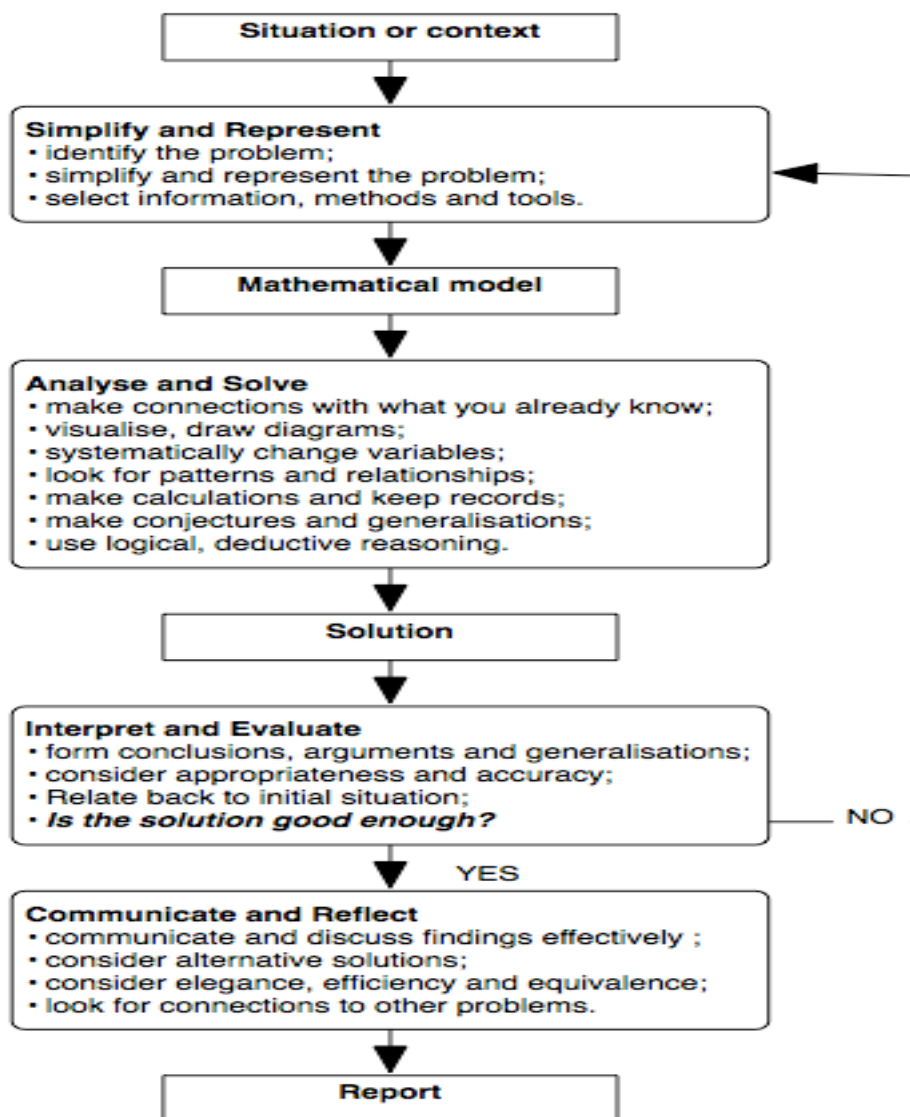 Situation or context
Simplify and Represent
• identify the problem;
• simplify and represent the problem;
• select information, methods and tools.
Mathematical model
Analyse and Solve
• make connections with what you already know;
• visualise, draw diagrams;
• systematically change variables;
• look for patterns and relationships;
• make calculations and keep records;
• make conjectures and generalisations;
• use logical, deductive reasoning.
Solution
Interpret and Evaluate
• form conclusions, arguments and generalisations;
• consider appropriateness and accuracy;
• Relate back to initial situation;
• Is the solution good enough?
NO
YES
Communicate and Reflect
• communicate and discuss findings effectively ;
• consider alternative solutions;
• consider elegance, efficiency and equivalence;
• look for connections to other problems.
Report